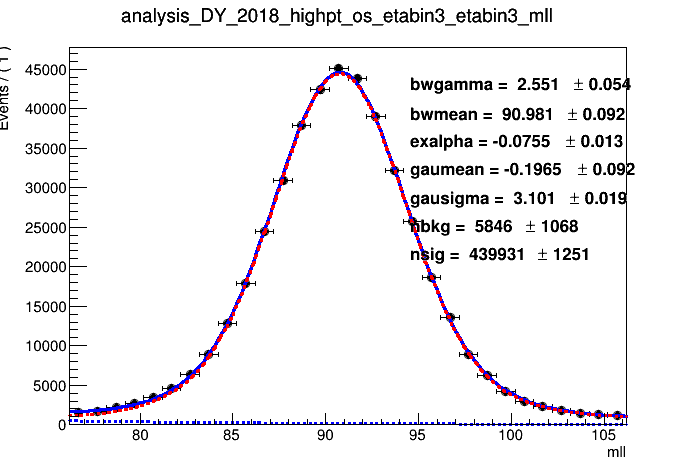 analysis_DY_2018_highpt_os_etabin3_etabin3_mll
Events / ( 1 )
45000
40000
35000
30000
25000
20000
15000
10000
5000
0
bwgamma = 2.551 ± 0.054
bwmean = 90.981 ± 0.092
exalpha = -0.0755 ± 0.013
gaumean = -0.1965 ± 0.092
gausigma = 3.101 ± 0.019
nbkg = 5846 ± 1068
nsig = 439931 ± 1251
80 85 90 95 100 105
mll